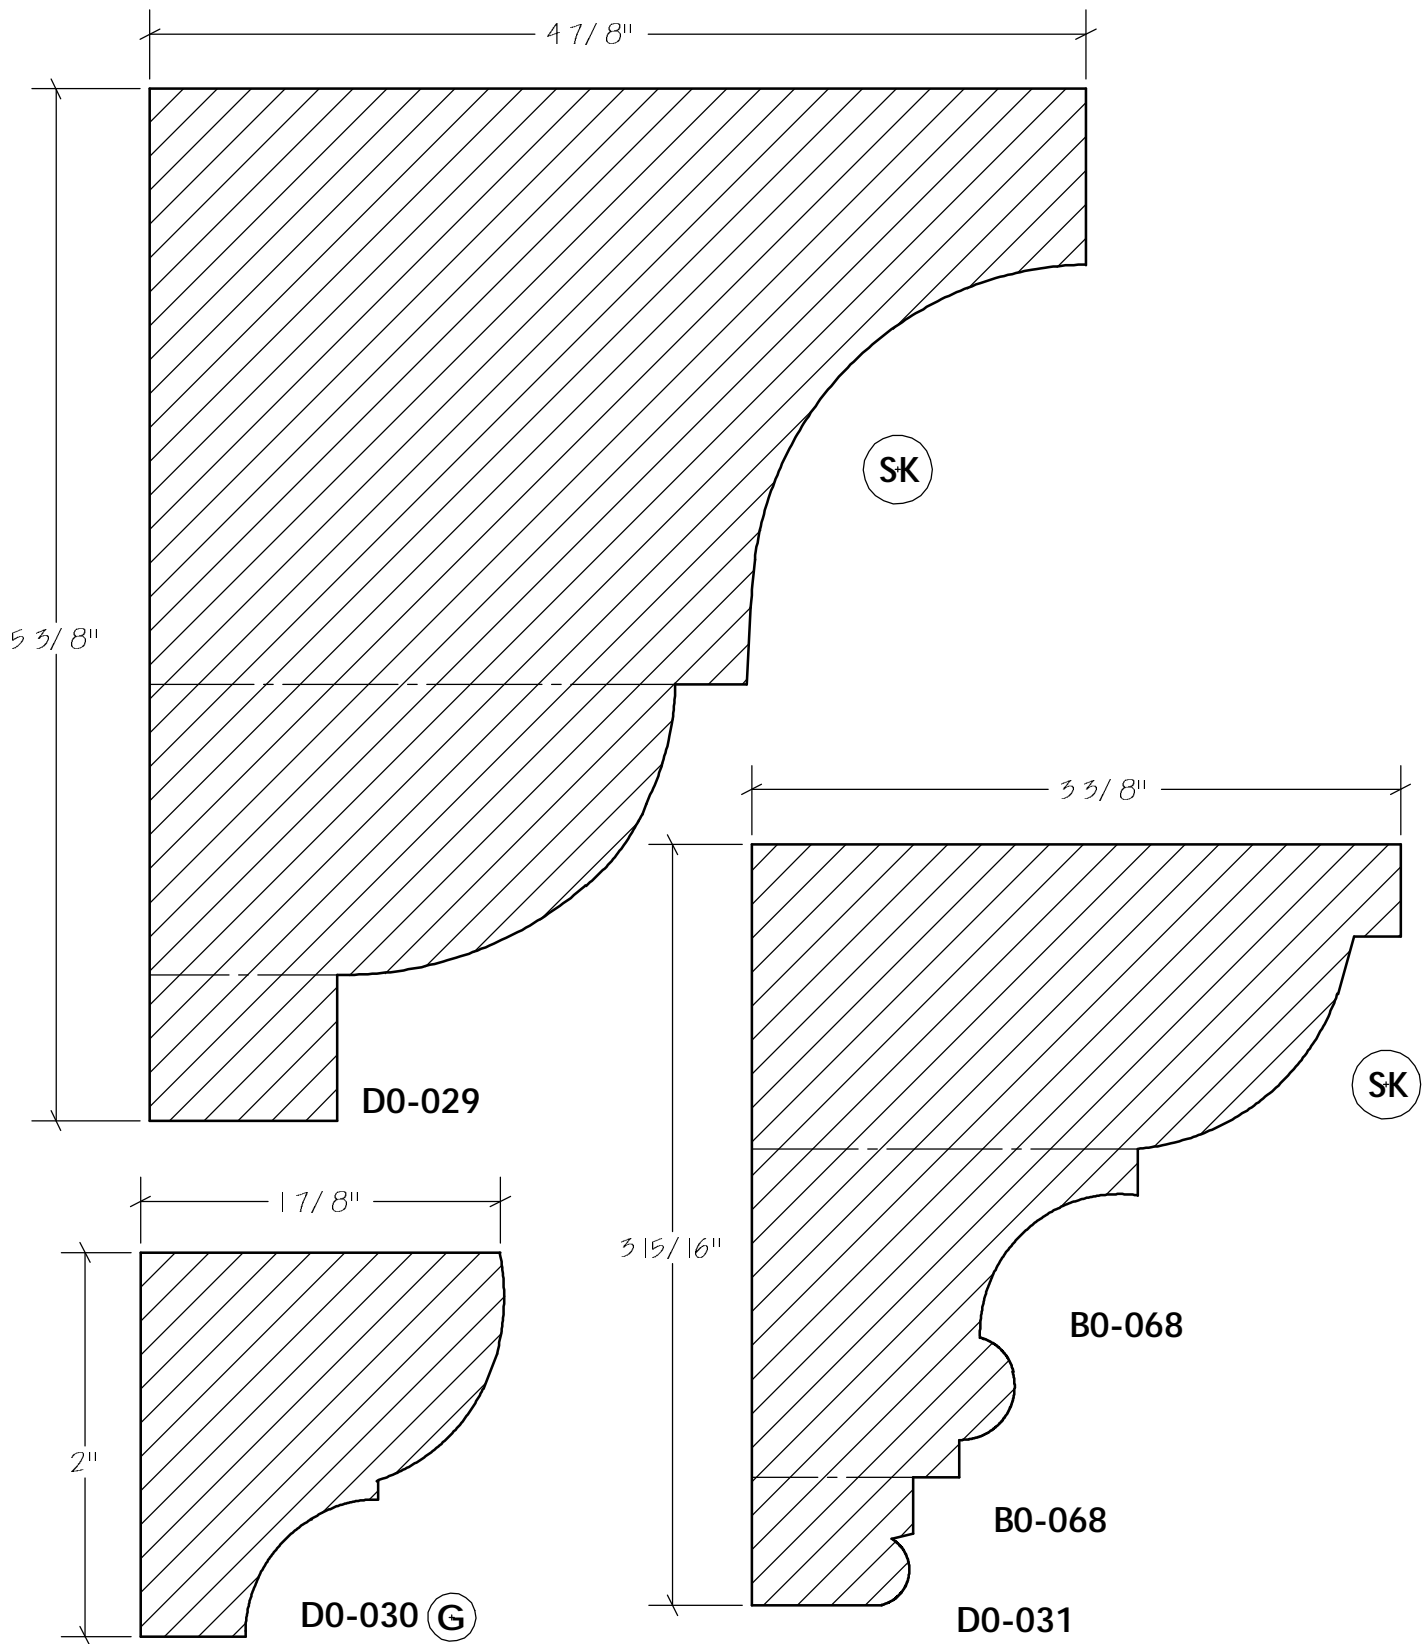 4 7/8"
SK
5 3/8"
3 3/8"
SK
D0-029
1 7/8"
3 15/16"
B0-068
2"
B0-068
D0-030 G
D0-031